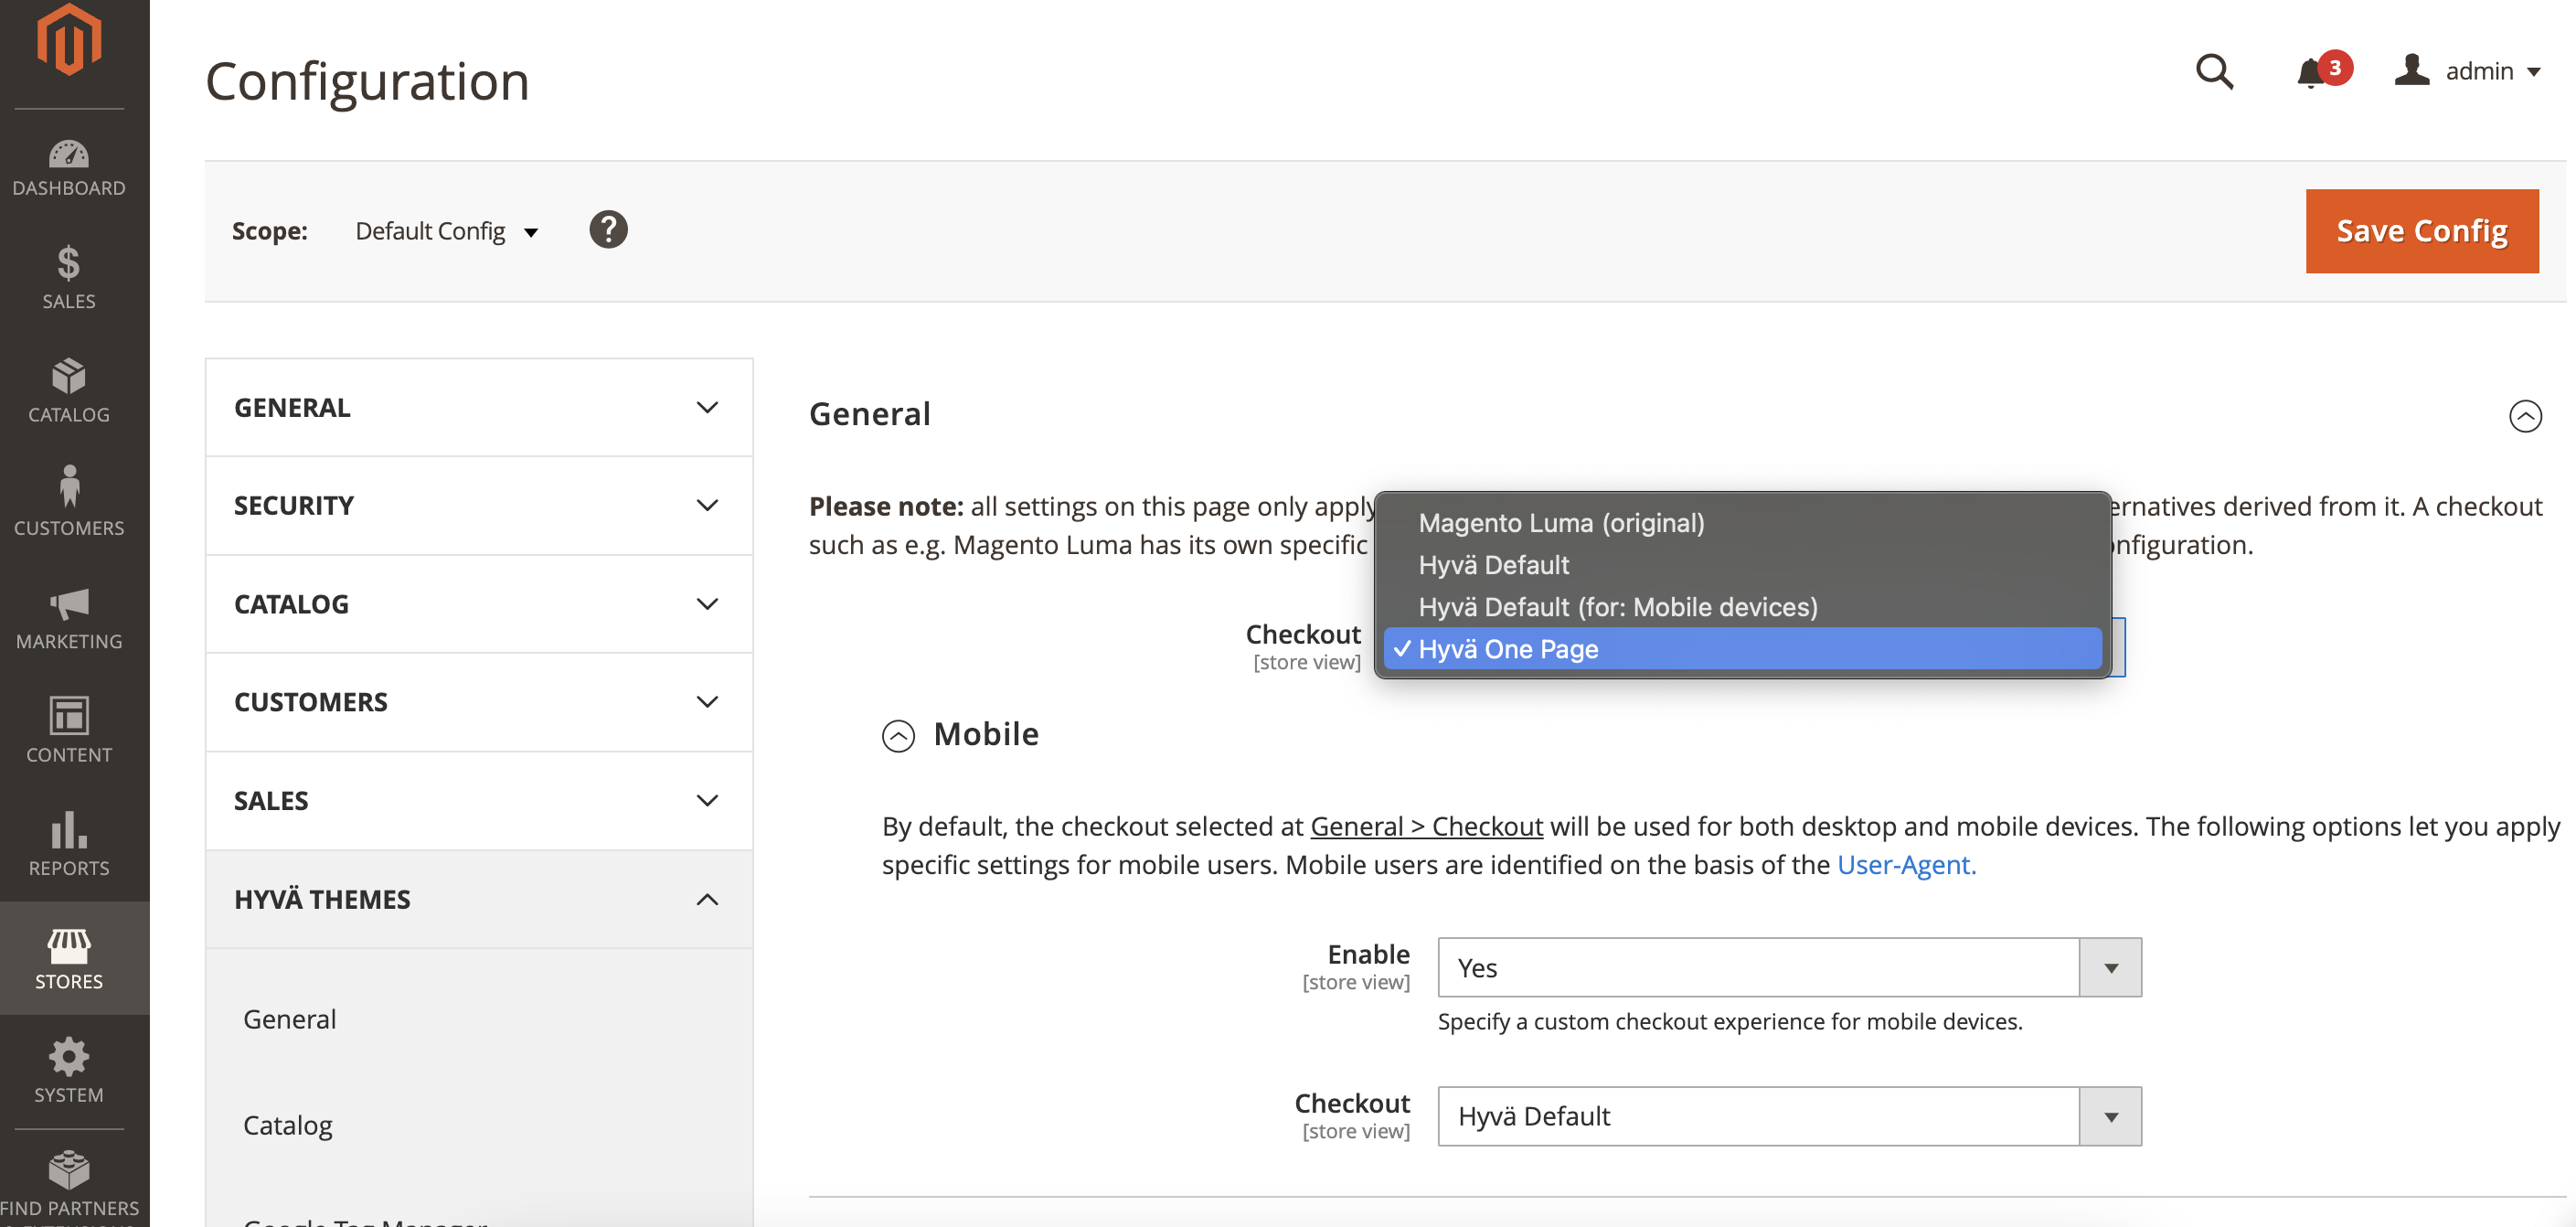 Configuration
3
admin
DASHBOARD
SALES
CATALOG
CUSTOMERS
MARKETING
CONTENT
REPORTS
STORES
SYSTEM
FIND PARTNERS
Scope:
Default Config
?
Save Config
GENERAL
SECURITY
CATALOG
CUSTOMERS
SALES
HYVÄ THEMES
General
Catalog
Google Tag Manager
General
Please note: all settings on this page only apply ernatives derived from it. A checkout
such as e.g. Magento Luma has its own specific onfiguration.
Magento Luma (original)
Hyvä Default
Hyvä Default (for: Mobile devices)
✓ Hyvä One Page
Checkout
[store view]
Mobile
By default, the checkout selected at General > Checkout will be used for both desktop and mobile devices. The following options let you apply
specific settings for mobile users. Mobile users are identified on the basis of the User-Agent.
Enable
[store view]
Yes
Specify a custom checkout experience for mobile devices.
Checkout
[store view]
Hyvä Default